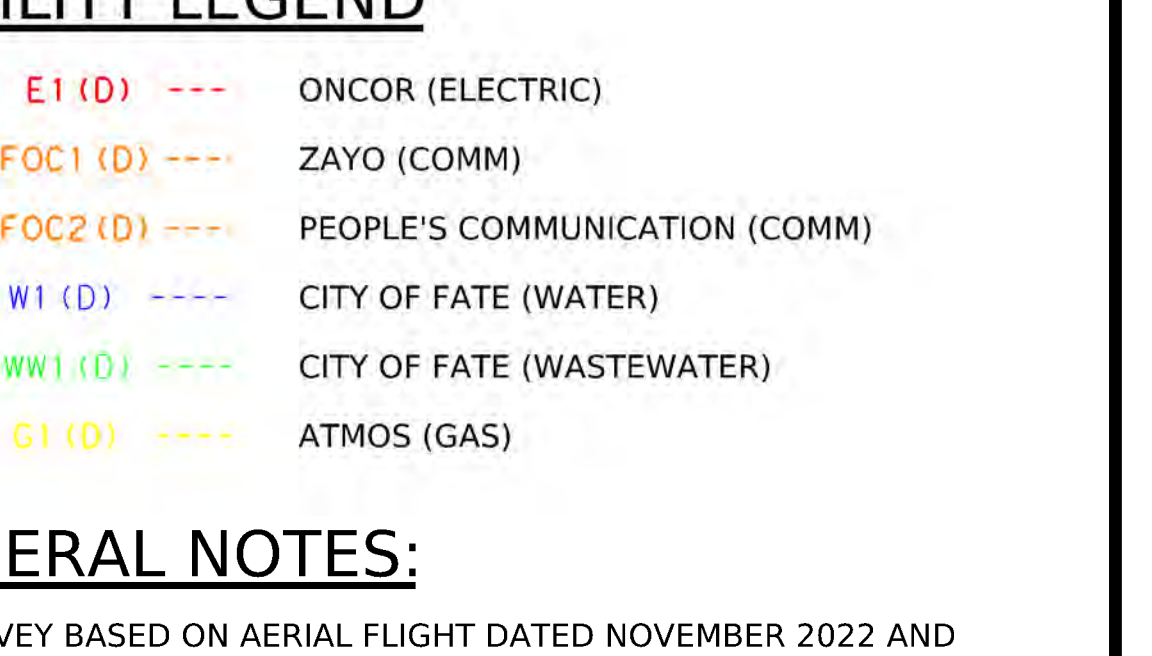 LEGEND
E1(D) --- ONCOR (ELECTRIC)
FOC1(D) --- ZAYO (COMM)
FOC2(D) --- PEOPLE'S COMMUNICATION (COMM)
W1(D) ---- CITY OF FATE (WATER)
WW1(D) ---- CITY OF FATE (WASTEWATER)
G1(D) ---- ATMOS (GAS)
ERAL NOTES:
VEY BASED ON AERIAL FLIGHT DATED NOVEMBER 2022 AND